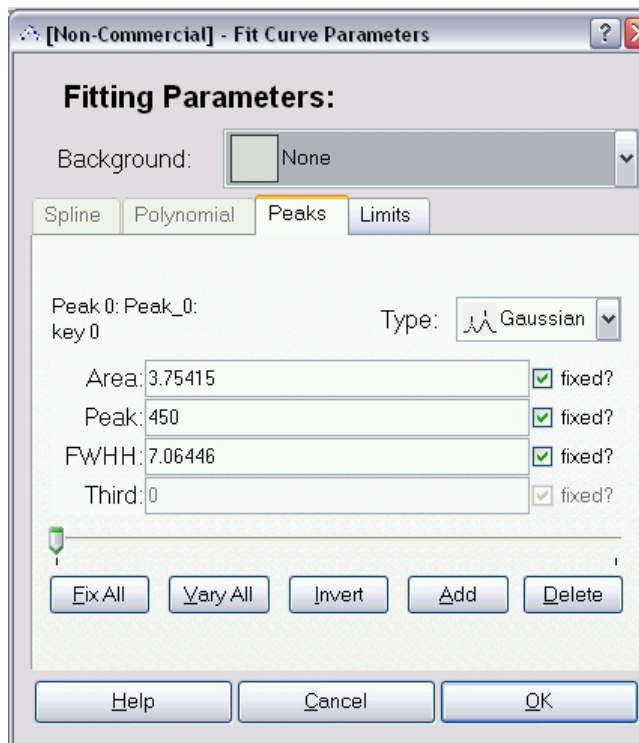 [Non-Commercial] - Fit Curve Parameters
Fitting Parameters:
Background: None
Spline Polynomial Peaks Limits
Peak 0: Peak_0:
key 0
Type: Gaussian
Area: 3.75415 fixed?
Peak: 450 fixed?
FWHH: 7.06446 fixed?
Third: 0 fixed?
Fix All Vary All Invert Add Delete
Help Cancel OK